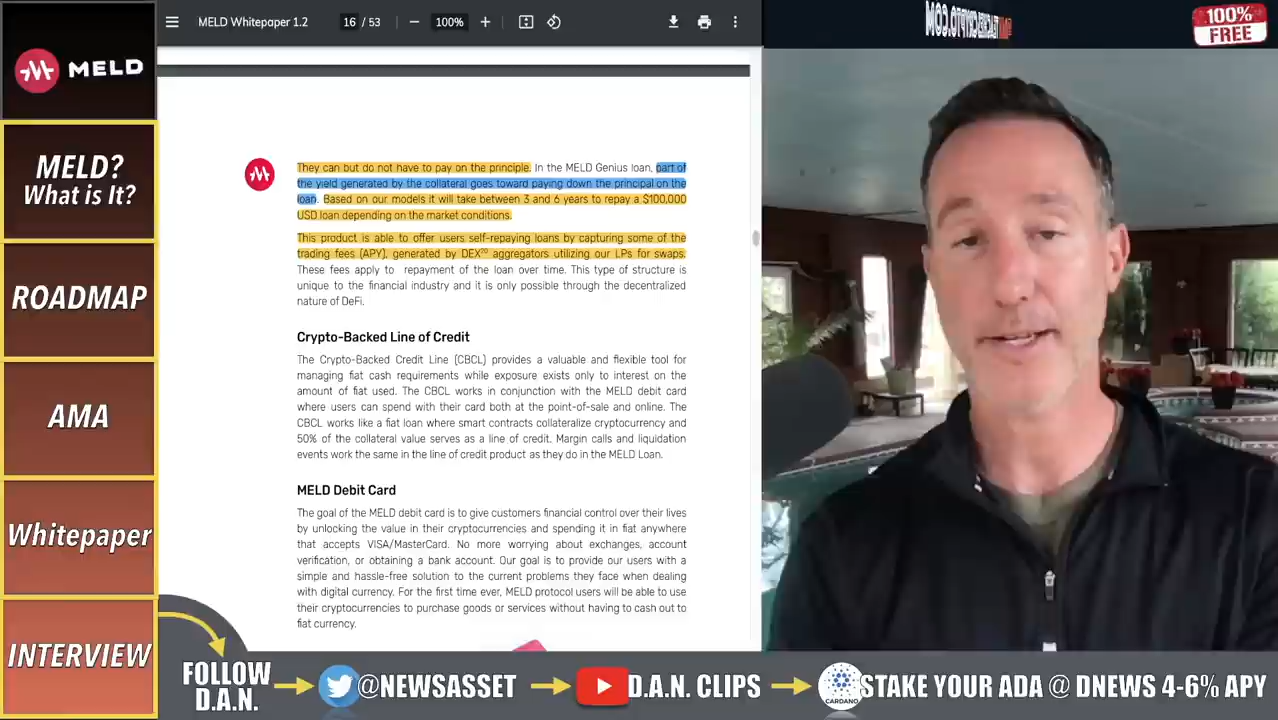 MELD Whitepaper 1.2
16 / 53
100%
100%
FREE
MELD
MELD?
What is It?
ROADMAP
AMA
Whitepaper
INTERVIEW
They can but do not have to pay on the principle. In the MELD Genius loan, part of
the yield generated by the collateral goes toward paying down the principal on the
loan. Based on our models it will take between 3 and 6 years to repay a $100,000
USD loan depending on the market conditions.
This product is able to offer users self-repaying loans by capturing some of the
trading fees (APY), generated by DEX²⁰ aggregators utilizing our LPs for swaps.
These fees apply to repayment of the loan over time. This type of structure is
unique to the financial industry and it is only possible through the decentralized
nature of DeFi.
Crypto-Backed Line of Credit
The Crypto-Backed Credit Line (CBCL) provides a valuable and flexible tool for
managing fiat cash requirements while exposure exists only to interest on the
amount of fiat used. The CBCL works in conjunction with the MELD debit card
where users can spend with their card both at the point-of-sale and online. The
CBCL works like a fiat loan where smart contracts collateralize cryptocurrency and
50% of the collateral value serves as a line of credit. Margin calls and liquidation
events work the same in the line of credit product as they do in the MELD Loan.
MELD Debit Card
The goal of the MELD debit card is to give customers financial control over their lives
by unlocking the value in their cryptocurrencies and spending it in fiat anywhere
that accepts VISA/MasterCard. No more worrying about exchanges, account
verification, or obtaining a bank account. Our goal is to provide our users with a
simple and hassle-free solution to the current problems they face when dealing
with digital currency. For the first time ever, MELD protocol users will be able to use
their cryptocurrencies to purchase goods or services without having to cash out to
fiat currency.
FOLLOW
D.A.N.
@NEWSASSET
D.A.N. CLIPS
CARDANO
STAKE YOUR ADA @ DNEWS 4-6% APY